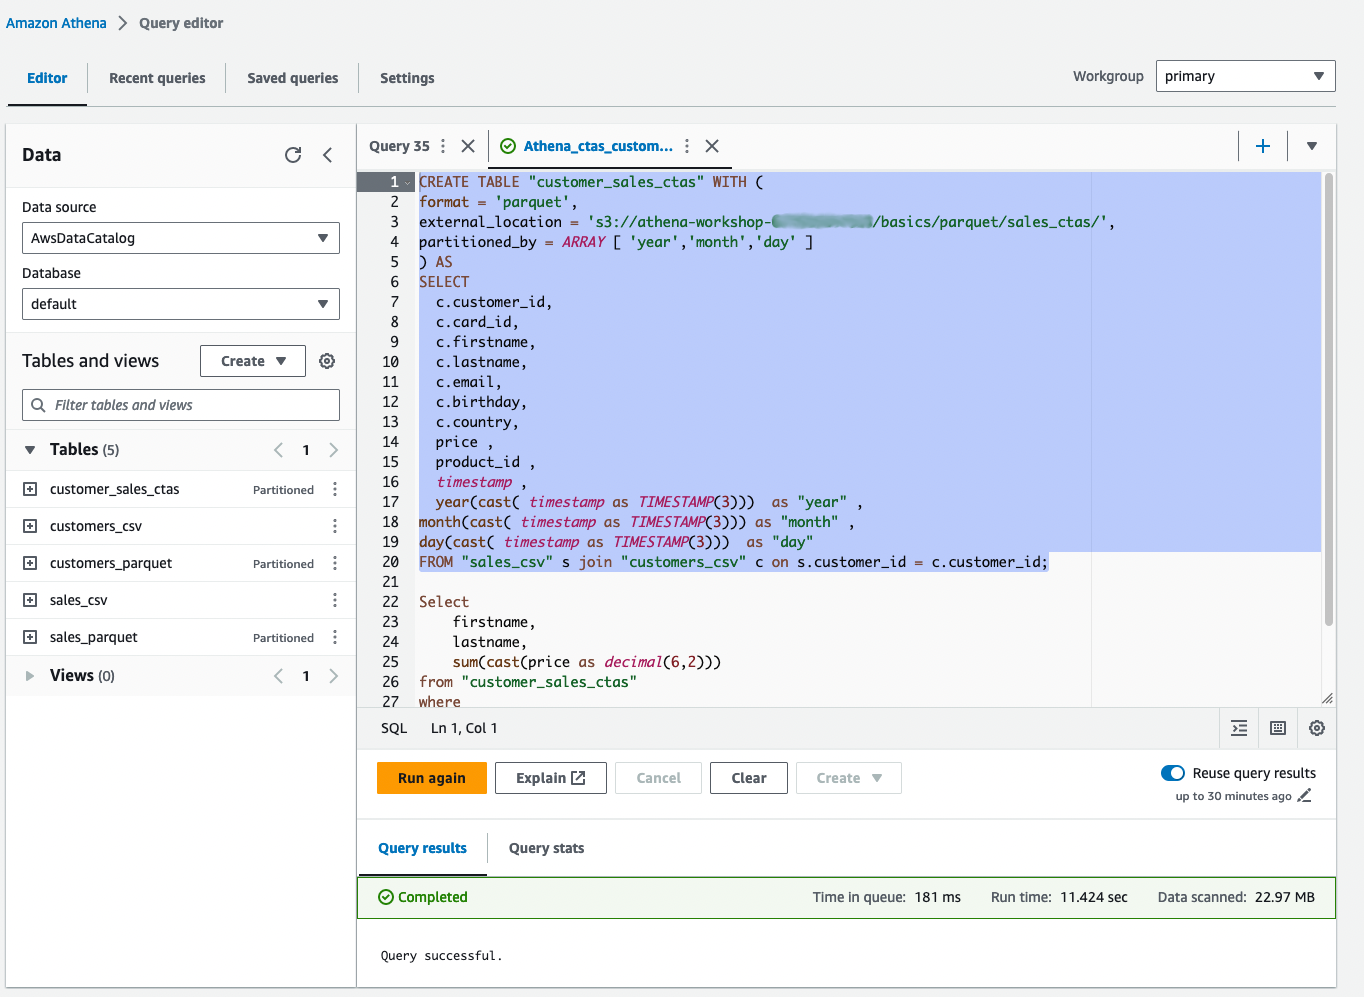 Amazon Athena > Query editor
Editor
Recent queries
Saved queries
Settings
Workgroup
primary
Data
Data source
AwsDataCatalog
Database
default
Tables and views
Create
Filter tables and views
Tables (5)
1
customer_sales_ctas Partitioned
customers_csv
customers_parquet Partitioned
sales_csv
sales_parquet Partitioned
Views (0)
1
Query 35
Athena_ctas_custom...
1 CREATE TABLE "customer_sales_ctas" WITH (
2 format = 'parquet',
3 external_location = 's3://athena-workshop- /basics/parquet/sales_ctas/',
4 partitioned_by = ARRAY [ 'year','month','day' ]
5 ) AS
6 SELECT
7 c.customer_id,
8 c.card_id,
9 c.firstname,
10 c.lastname,
11 c.email,
12 c.birthday,
13 c.country,
14 price ,
15 product_id ,
16 timestamp ,
17 year(cast( timestamp as TIMESTAMP(3))) as "year" ,
18 month(cast( timestamp as TIMESTAMP(3))) as "month" ,
19 day(cast( timestamp as TIMESTAMP(3))) as "day"
20 FROM "sales_csv" s join "customers_csv" c on s.customer_id = c.customer_id;
21
22 Select
23 firstname,
24 lastname,
25 sum(cast(price as decimal(6,2)))
26 from "customer_sales_ctas"
27 where
SQL Ln 1, Col 1
Run again
Explain
Cancel
Clear
Create
Reuse query results
up to 30 minutes ago
Query results
Query stats
Completed
Time in queue: 181 ms
Run time: 11.424 sec
Data scanned: 22.97 MB
Query successful.